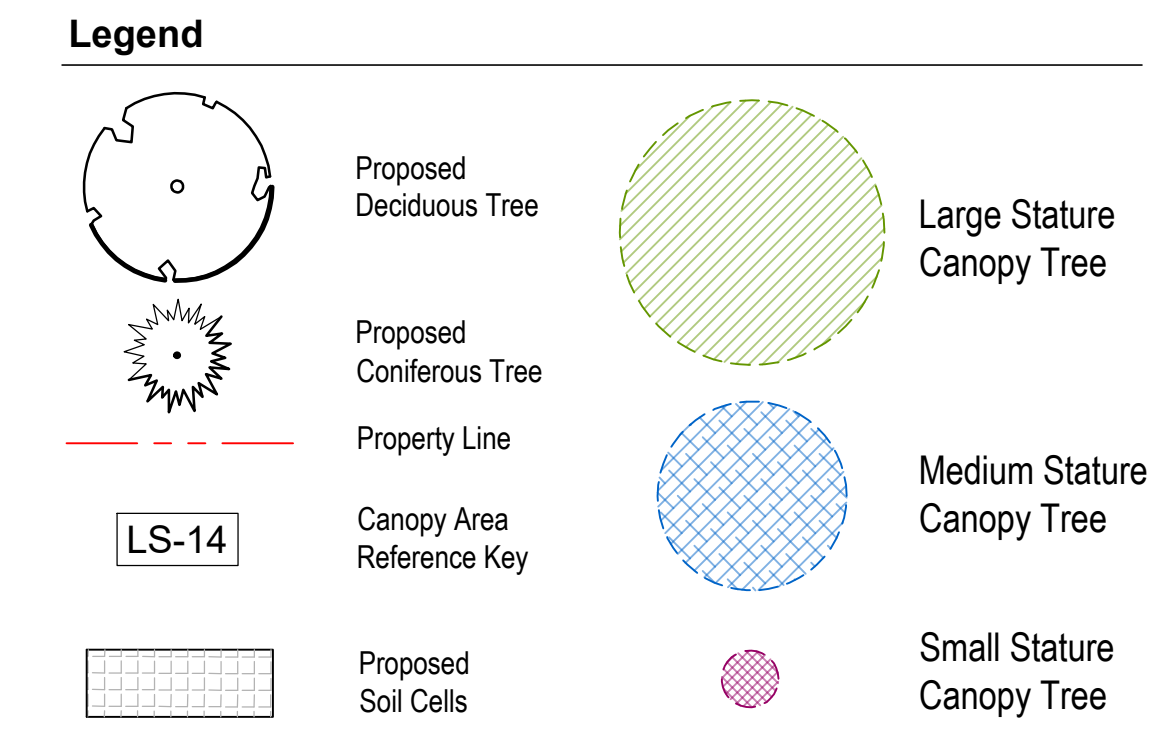 Legend
Proposed
Deciduous Tree
Proposed
Coniferous Tree
Property Line
LS-14
Canopy Area
Reference Key
Proposed
Soil Cells
Large Stature
Canopy Tree
Medium Stature
Canopy Tree
Small Stature
Canopy Tree